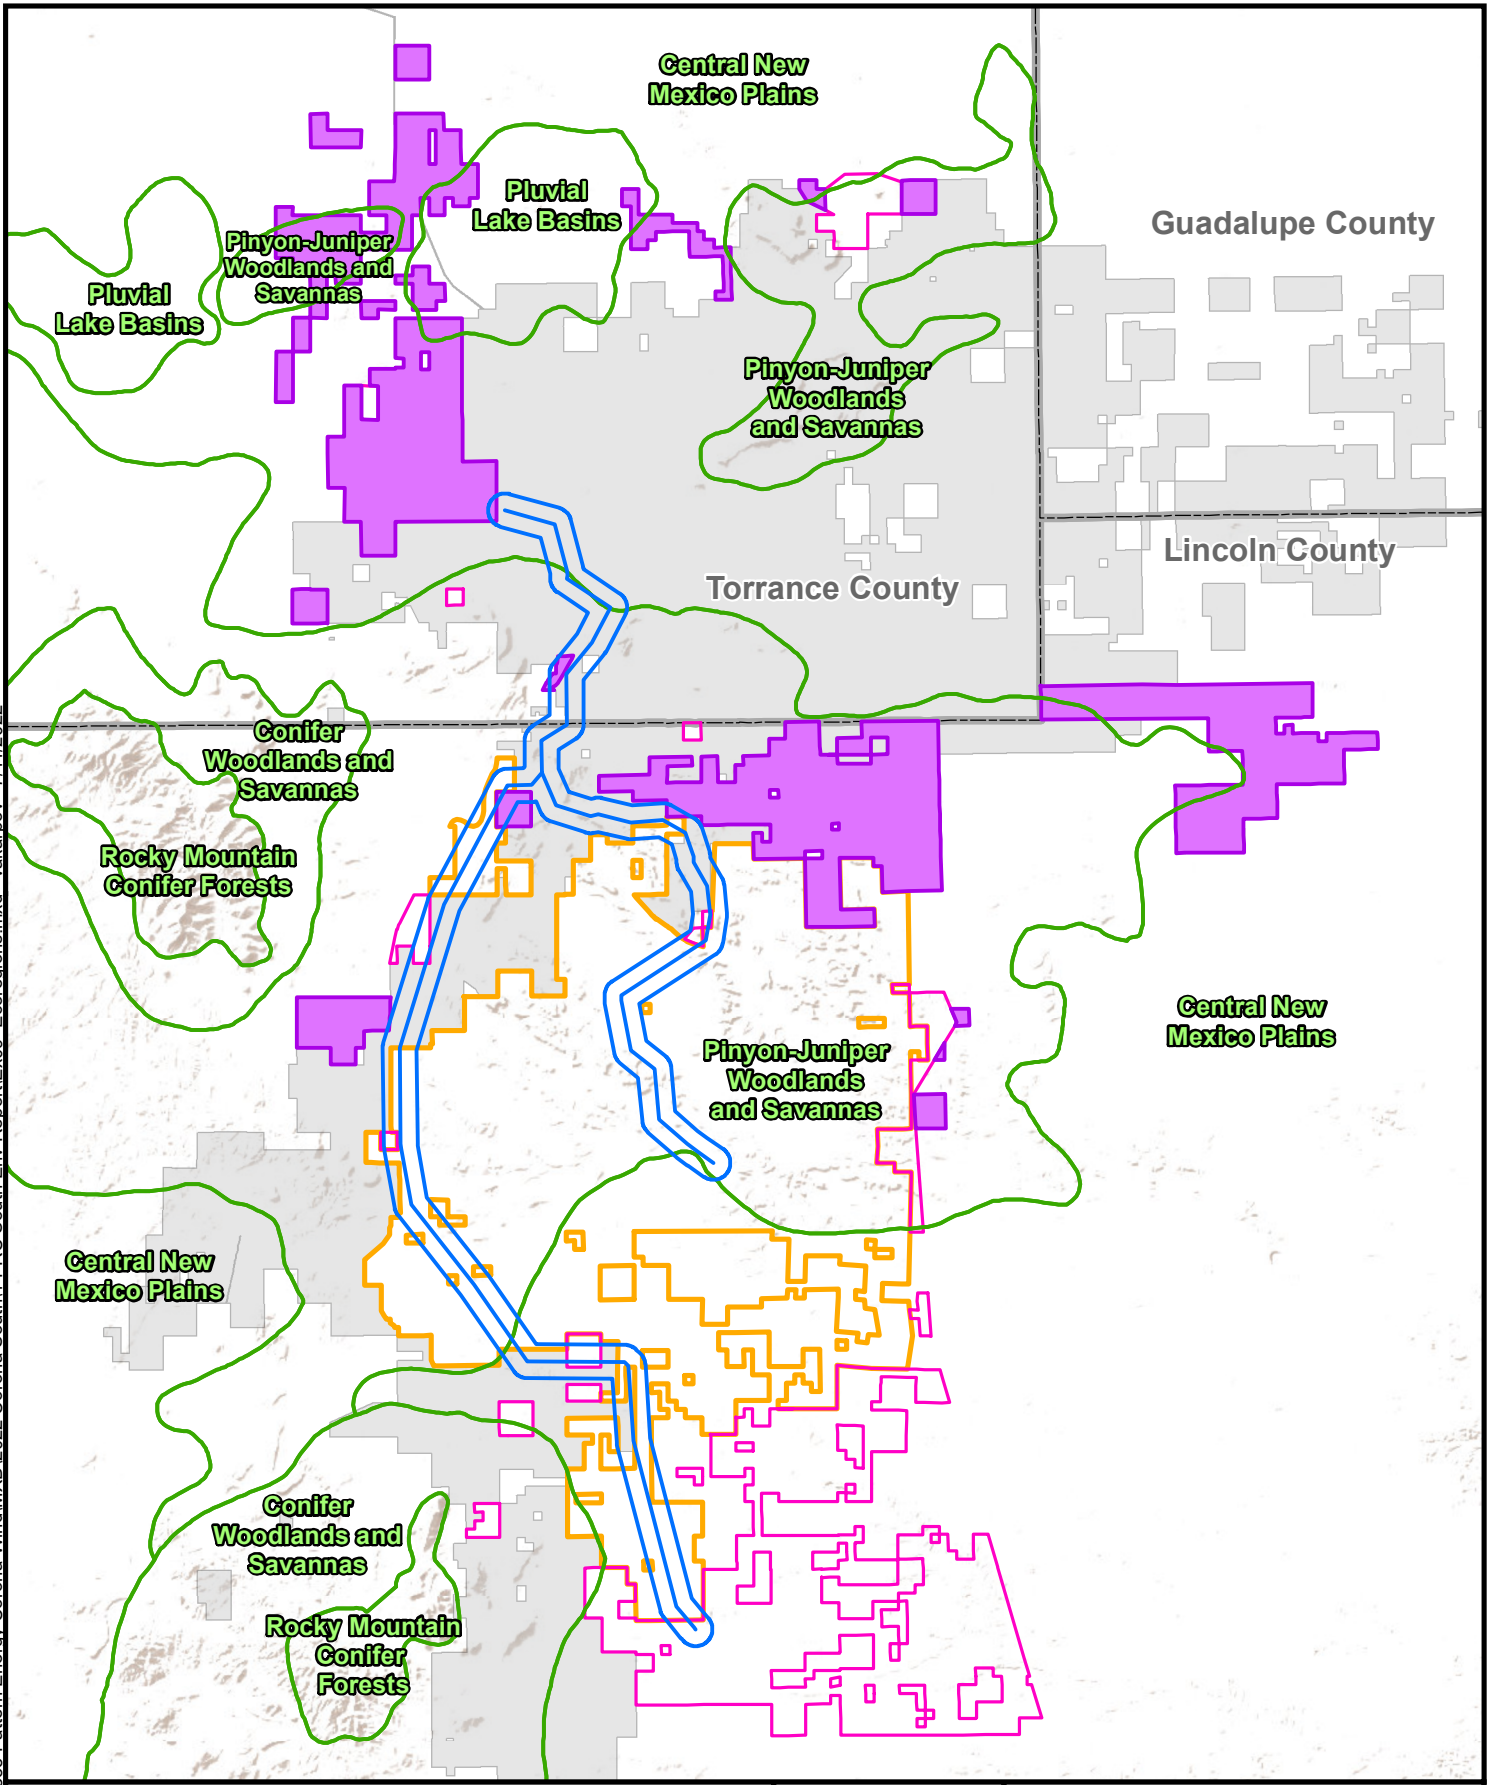 Central New
Mexico Plains
Pluvial
Lake Basins
Guadalupe County
Pinyon-Juniper
Woodlands and
Savannas
Pluvial
Lake Basins
Pinyon-Juniper
Woodlands
and Savannas
Lincoln County
Torrance County
Conifer
Woodlands and
Savannas
Rocky Mountain
Conifer Forests
Central New
Mexico Plains
Pinyon-Juniper
Woodlands
and Savannas
Central New
Mexico Plains
Conifer
Woodlands and
Savannas
Rocky Mountain
Conifer
Forests